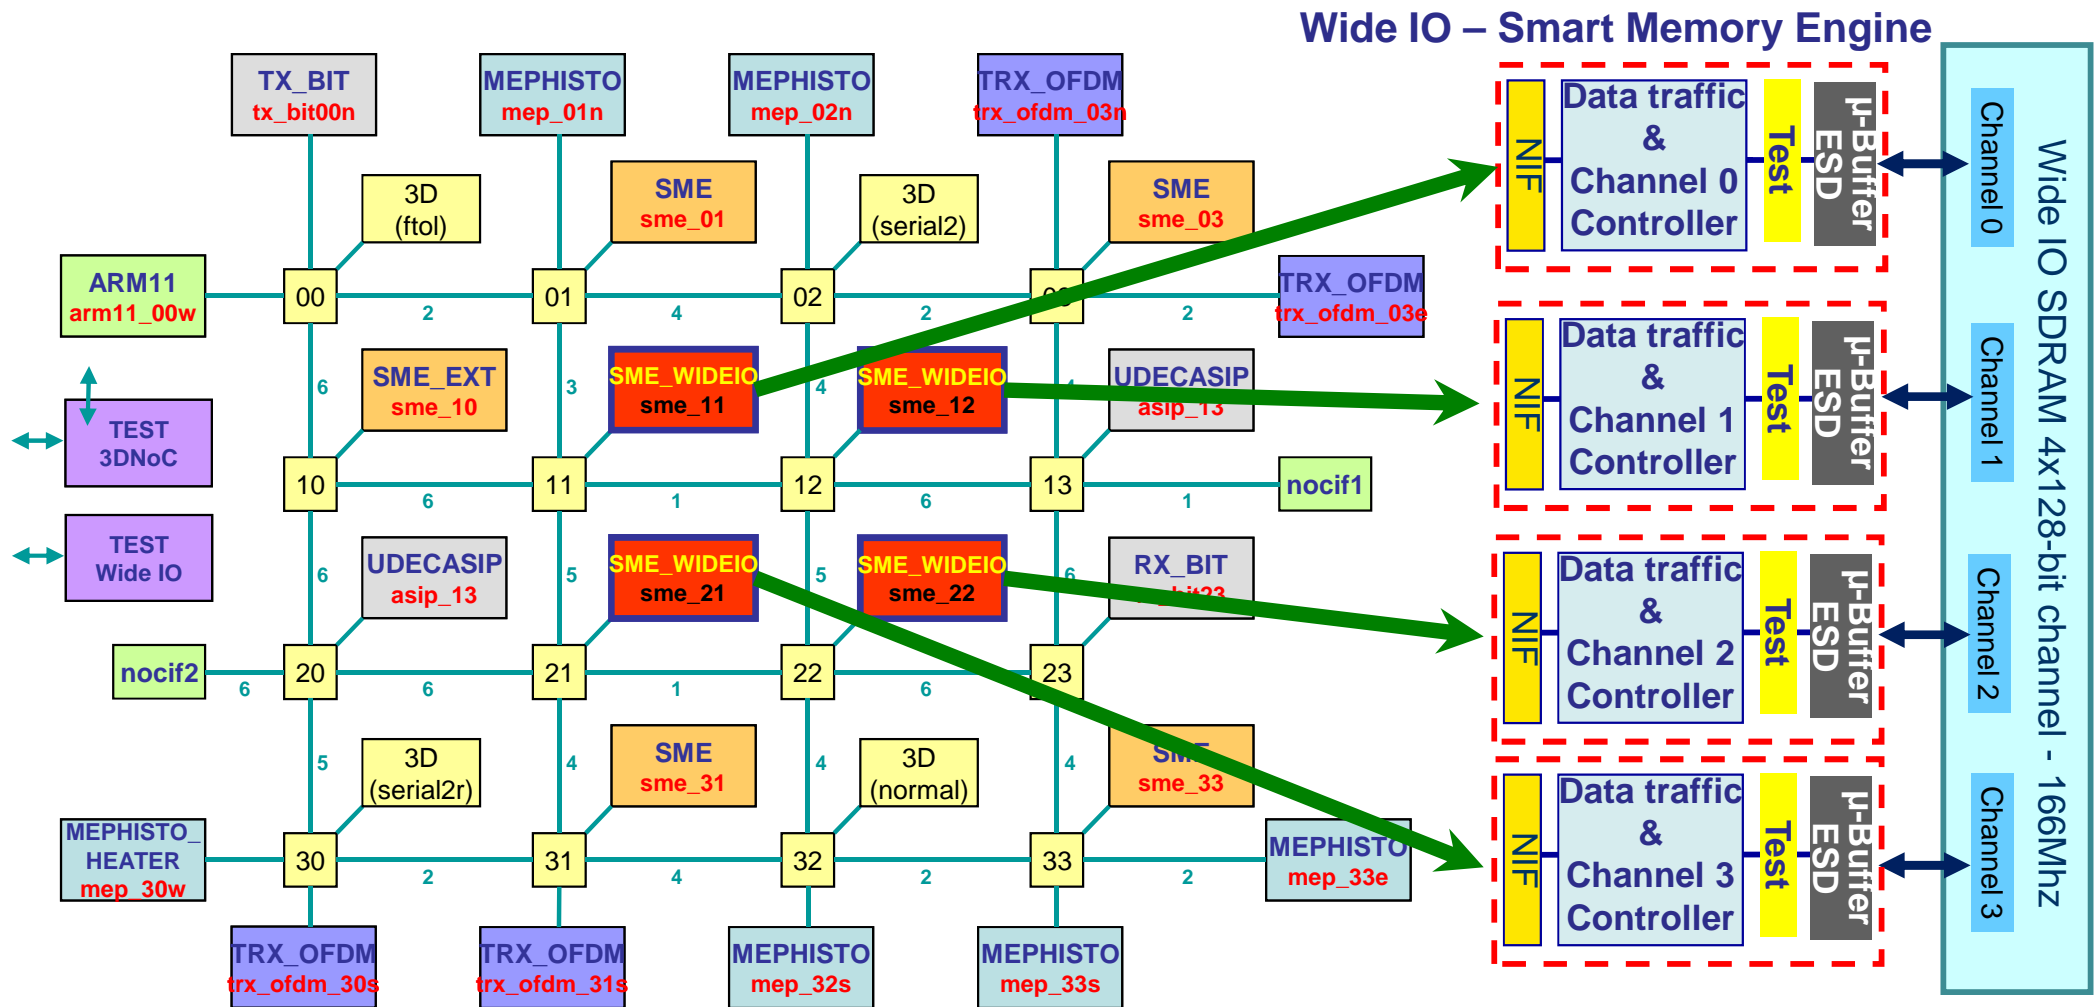 Wide IO – Smart Memory Engine
TX_BIT
tx_bit00n
MEPHISTO
mep_01n
MEPHISTO
mep_02n
TRX_OFDM
trx_ofdm_03n
3D
(ftol)
SME
sme_01
3D
(serial2)
SME
sme_03
ARM11
arm11_00w
00
2
01
4
02
2
2
TRX_OFDM
trx_ofdm_03e
6
3
4
4
SME_EXT
sme_10
SME_WIDEIO
sme_11
SME_WIDEIO
sme_12
UDECASIP
asip_13
TEST
3DNoC
10
6
11
1
12
6
13
1
nocif1
TEST
Wide IO
6
5
5
6
UDECASIP
asip_13
SME_WIDEIO
sme_21
SME_WIDEIO
sme_22
RX_BIT
nocif2
6
20
6
21
1
22
6
23
5
4
4
4
3D
(serial2r)
SME
sme_31
3D
(normal)
SME
sme_33
MEPHISTO_
HEATER
mep_30w
30
2
31
4
32
2
33
2
MEPHISTO
mep_33e
TRX_OFDM
trx_ofdm_30s
TRX_OFDM
trx_ofdm_31s
MEPHISTO
mep_32s
MEPHISTO
mep_33s
NIF
Data traffic
&
Channel 0
Controller
Test
µ-Buffer
ESD
Channel 0
NIF
Data traffic
&
Channel 1
Controller
Test
µ-Buffer
ESD
Channel 1
NIF
Data traffic
&
Channel 2
Controller
Test
µ-Buffer
ESD
Channel 2
NIF
Data traffic
&
Channel 3
Controller
Test
µ-Buffer
ESD
Channel 3
Wide IO SDRAM 4x128-bit channel - 166Mhz